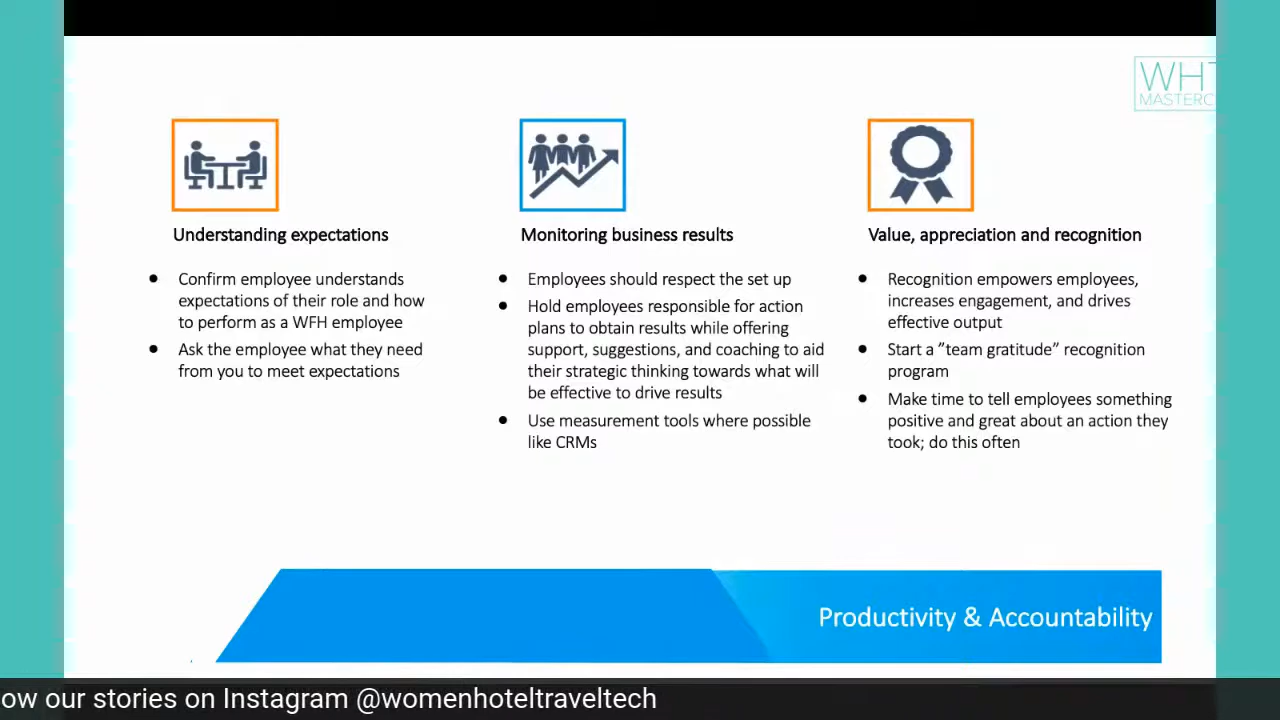 WHT
MASTERC
Understanding expectations
Confirm employee understands
expectations of their role and how
to perform as a WFH employee
Ask the employee what they need
from you to meet expectations
Monitoring business results
Employees should respect the set up
Hold employees responsible for action
plans to obtain results while offering
support, suggestions, and coaching to aid
their strategic thinking towards what will
be effective to drive results
Use measurement tools where possible
like CRMs
Value, appreciation and recognition
Recognition empowers employees,
increases engagement, and drives
effective output
Start a ”team gratitude” recognition
program
Make time to tell employees something
positive and great about an action they
took; do this often
Productivity & Accountability
ow our stories on Instagram @womenhoteltraveltech